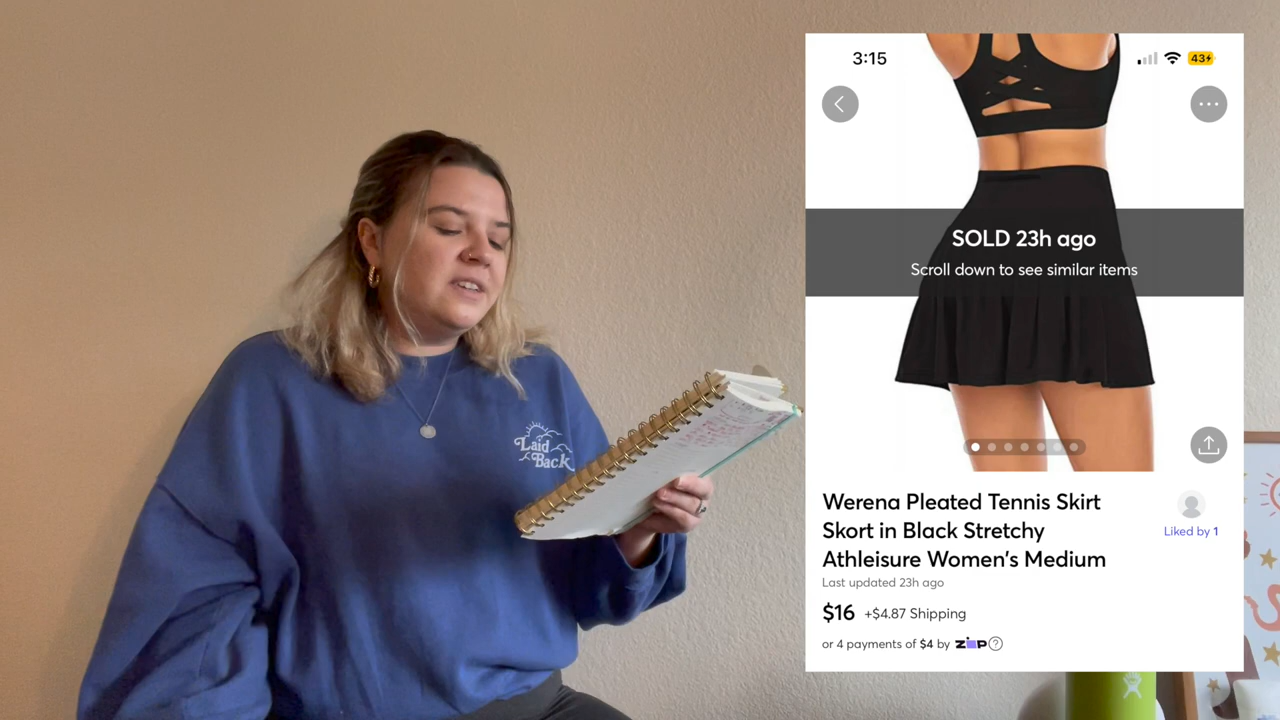 Laid
Back
3:15
43
SOLD 23h ago
Scroll down to see similar items
Werena Pleated Tennis Skirt
Skort in Black Stretchy
Athleisure Women's Medium
Liked by 1
Last updated 23h ago
$16 +$4.87 Shipping
or 4 payments of $4 by ZIP ?